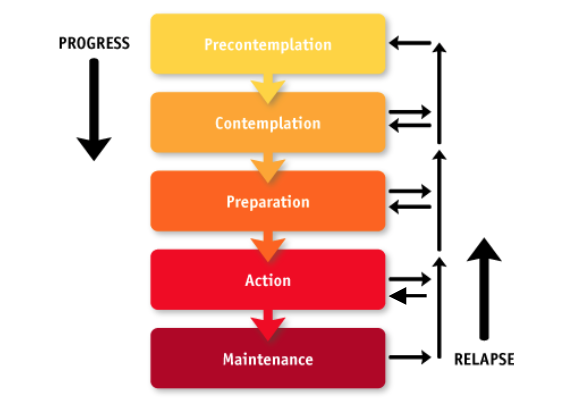 PROGRESS
Precontemplation
Contemplation
Preparation
Action
Maintenance
RELAPSE